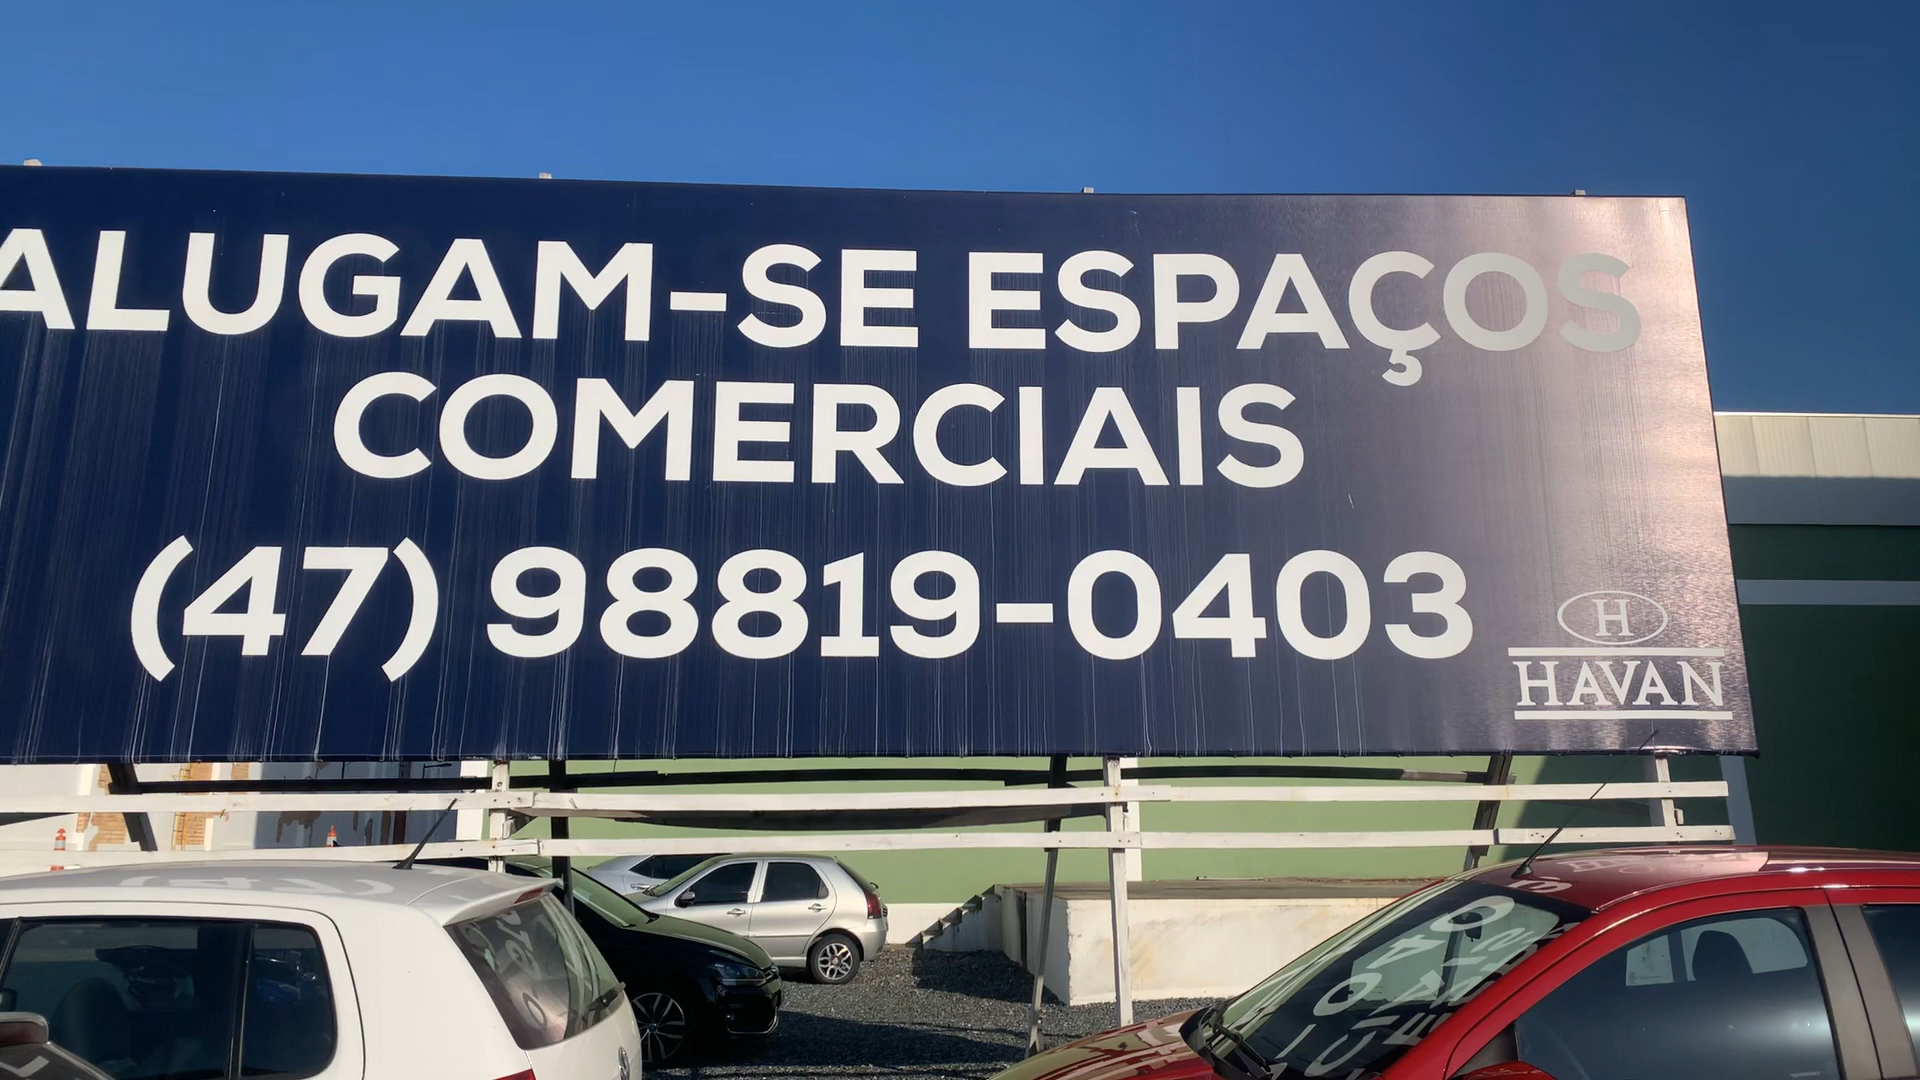 ALUGAM-SE ESPAÇOS
COMERCIAIS
(47) 98819-0403
H
HAVAN